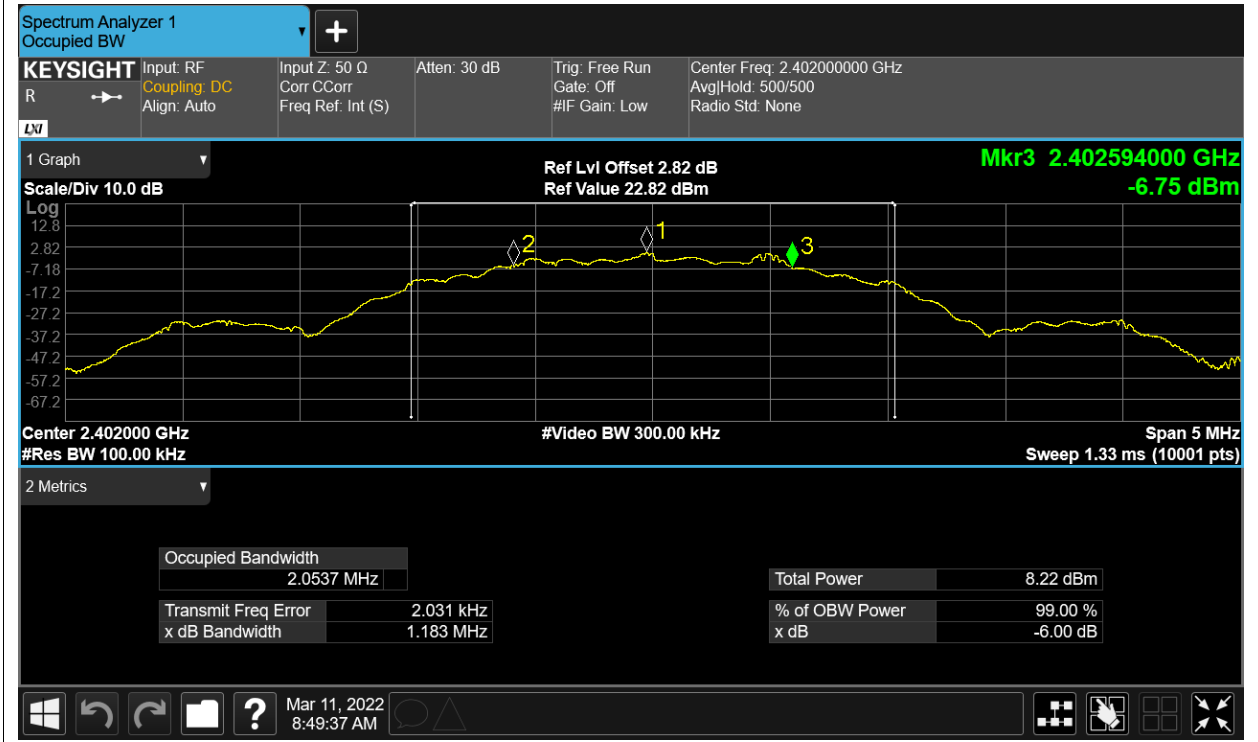 Spectrum Analyzer 1
Occupied BW
KEYSIGHT
R
LXI
Input: RF
Coupling: DC
Align: Auto
Input Z: 50 Ω
Corr CCorr
Freq Ref: Int (S)
Atten: 30 dB
Trig: Free Run
Gate: Off
#IF Gain: Low
Center Freq: 2.402000000 GHz
Avg|Hold: 500/500
Radio Std: None
1 Graph
Scale/Div 10.0 dB
Ref Lvl Offset 2.82 dB
Ref Value 22.82 dBm
Mkr3 2.402594000 GHz
-6.75 dBm
Log
12.8
2.82
-7.18
-17.2
-27.2
-37.2
-47.2
-57.2
-67.2
2
1
3
Center 2.402000 GHz
#Res BW 100.00 kHz
#Video BW 300.00 kHz
Span 5 MHz
Sweep 1.33 ms (10001 pts)
2 Metrics
Occupied Bandwidth
2.0537 MHz
Transmit Freq Error 2.031 kHz
x dB Bandwidth 1.183 MHz
Total Power 8.22 dBm
% of OBW Power 99.00 %
x dB -6.00 dB
?
Mar 11, 2022
8:49:37 AM